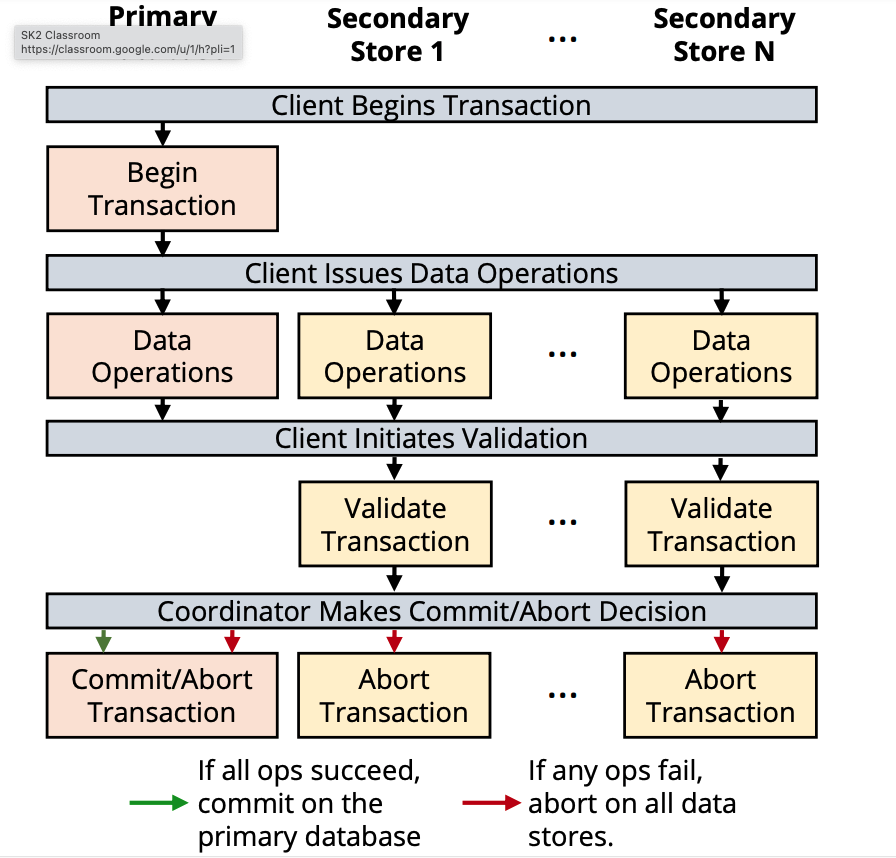 Primary
SK2 Classroom
https://classroom.google.com/u/1/h?pli=1
Secondary
Store 1
...
Secondary
Store N
Client Begins Transaction
Begin
Transaction
Client Issues Data Operations
Data
Operations
Data
Operations
...
Data
Operations
Client Initiates Validation
Validate
Transaction
...
Validate
Transaction
Coordinator Makes Commit/Abort Decision
Commit/Abort
Transaction
Abort
Transaction
...
Abort
Transaction
If all ops succeed,
commit on the
primary database
If any ops fail,
abort on all data
stores.